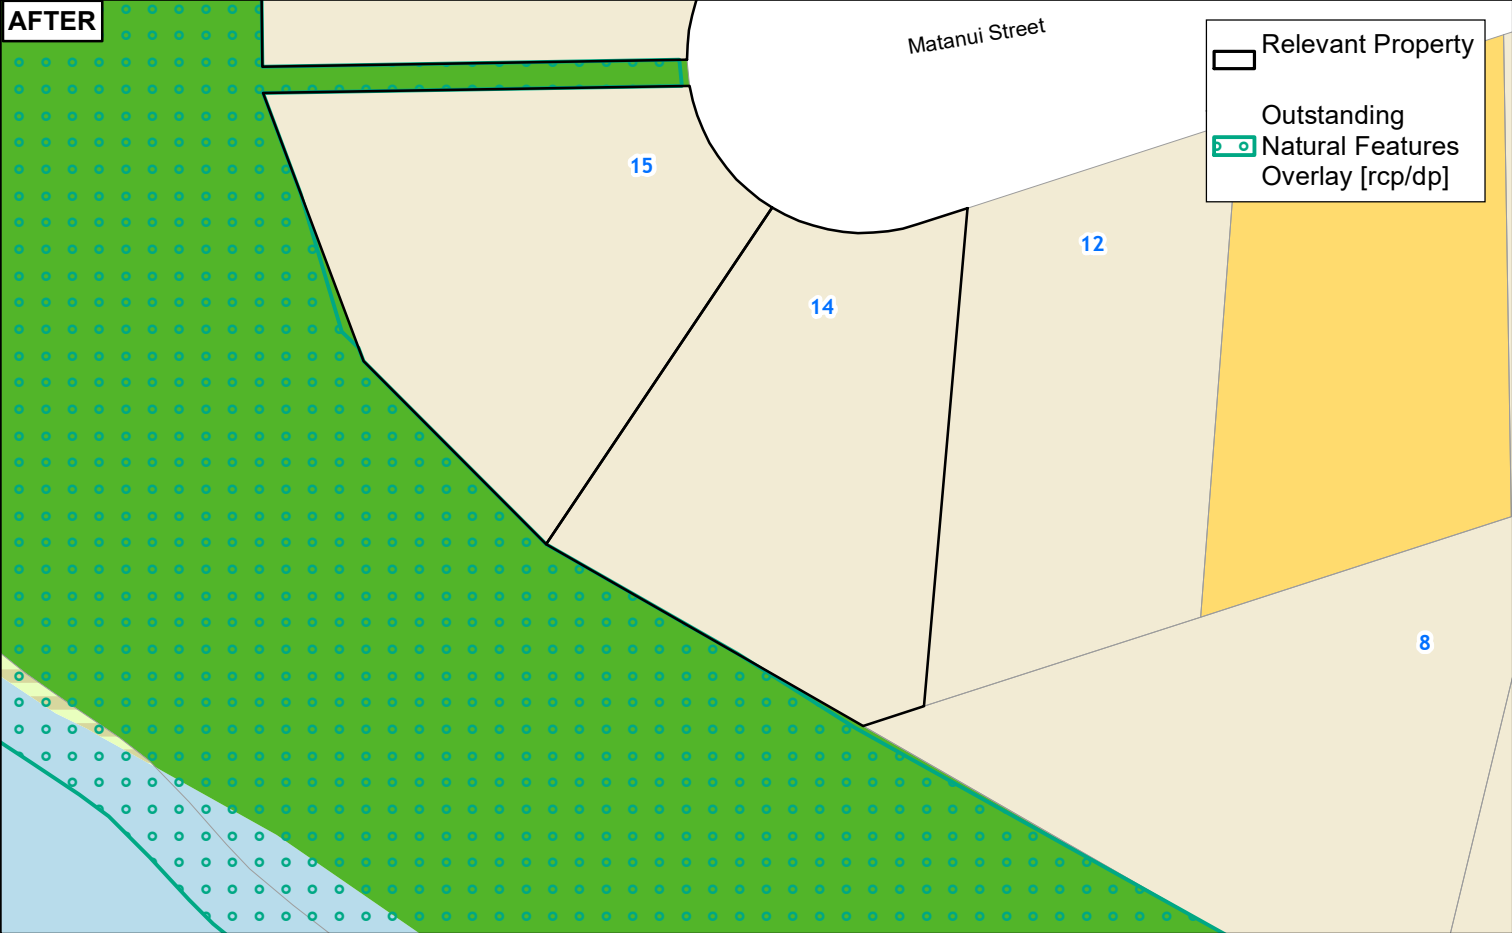 AFTER
Matanui Street
Relevant Property
Outstanding
Natural Features
Overlay [rcp/dp]
15
12
14
8